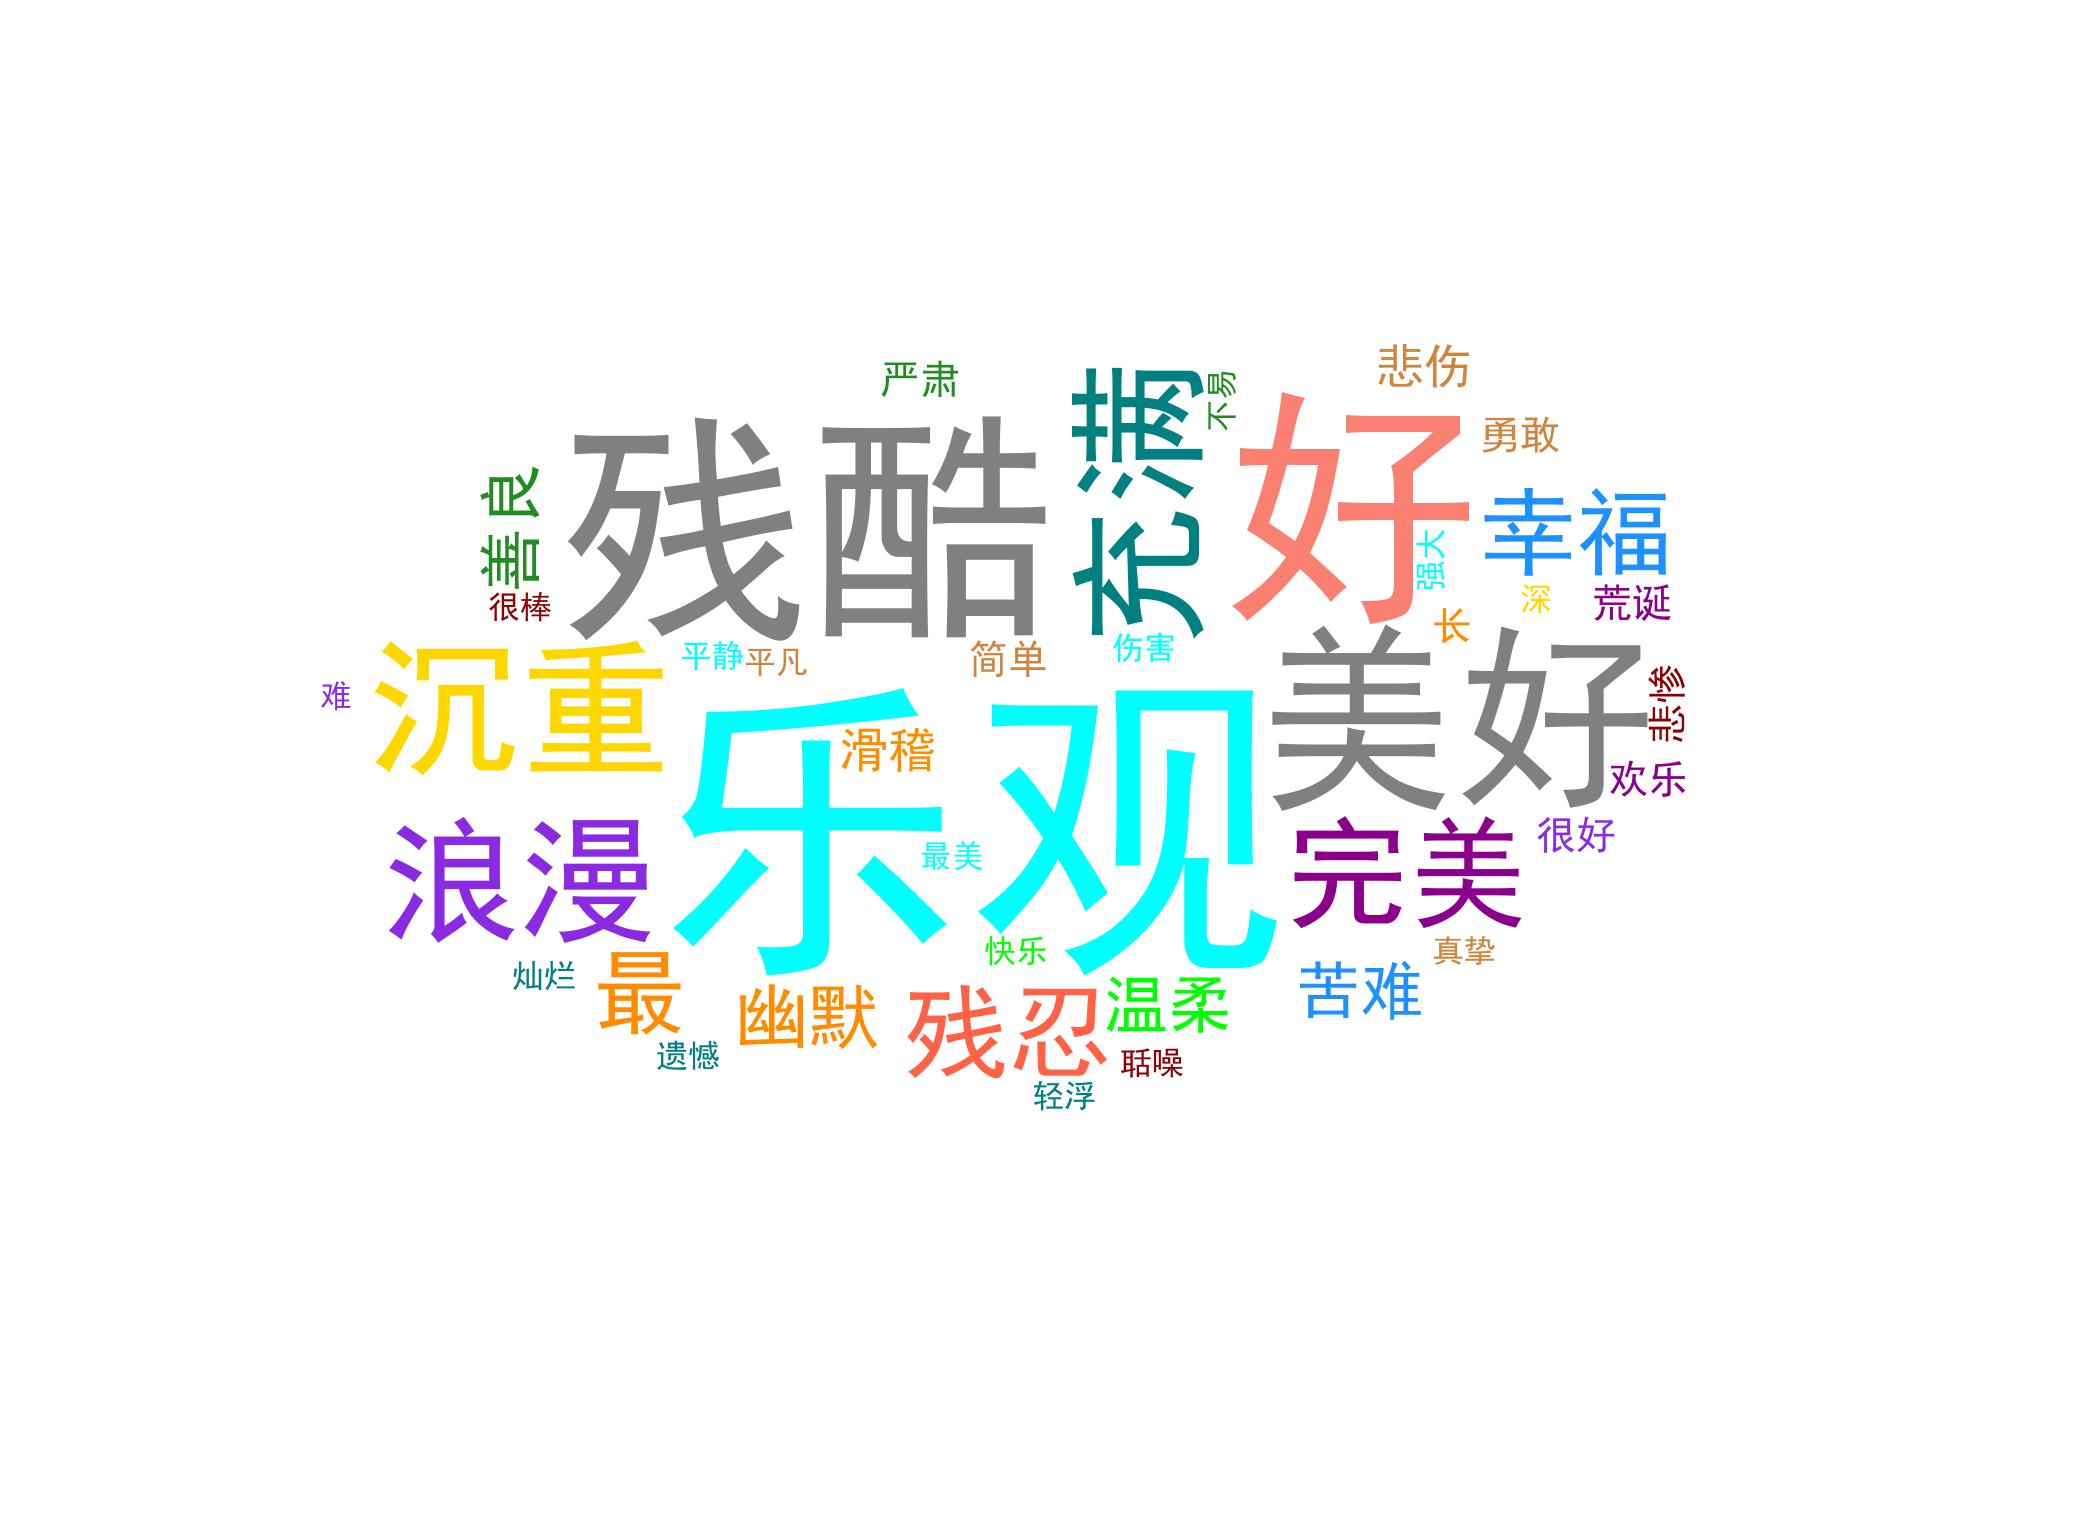 悲伤
严肃
充满
不易
好
勇敢
残酷
善良
幸福
强大
很棒
深
荒诞
长
平静
平凡
简单
伤害
沉重
难
美好
悲惨
乐观
滑稽
欢乐
浪漫
最美
完美
很好
快乐
真挚
灿烂
最
幽默
残忍
温柔
苦难
遗憾
聒噪
轻浮